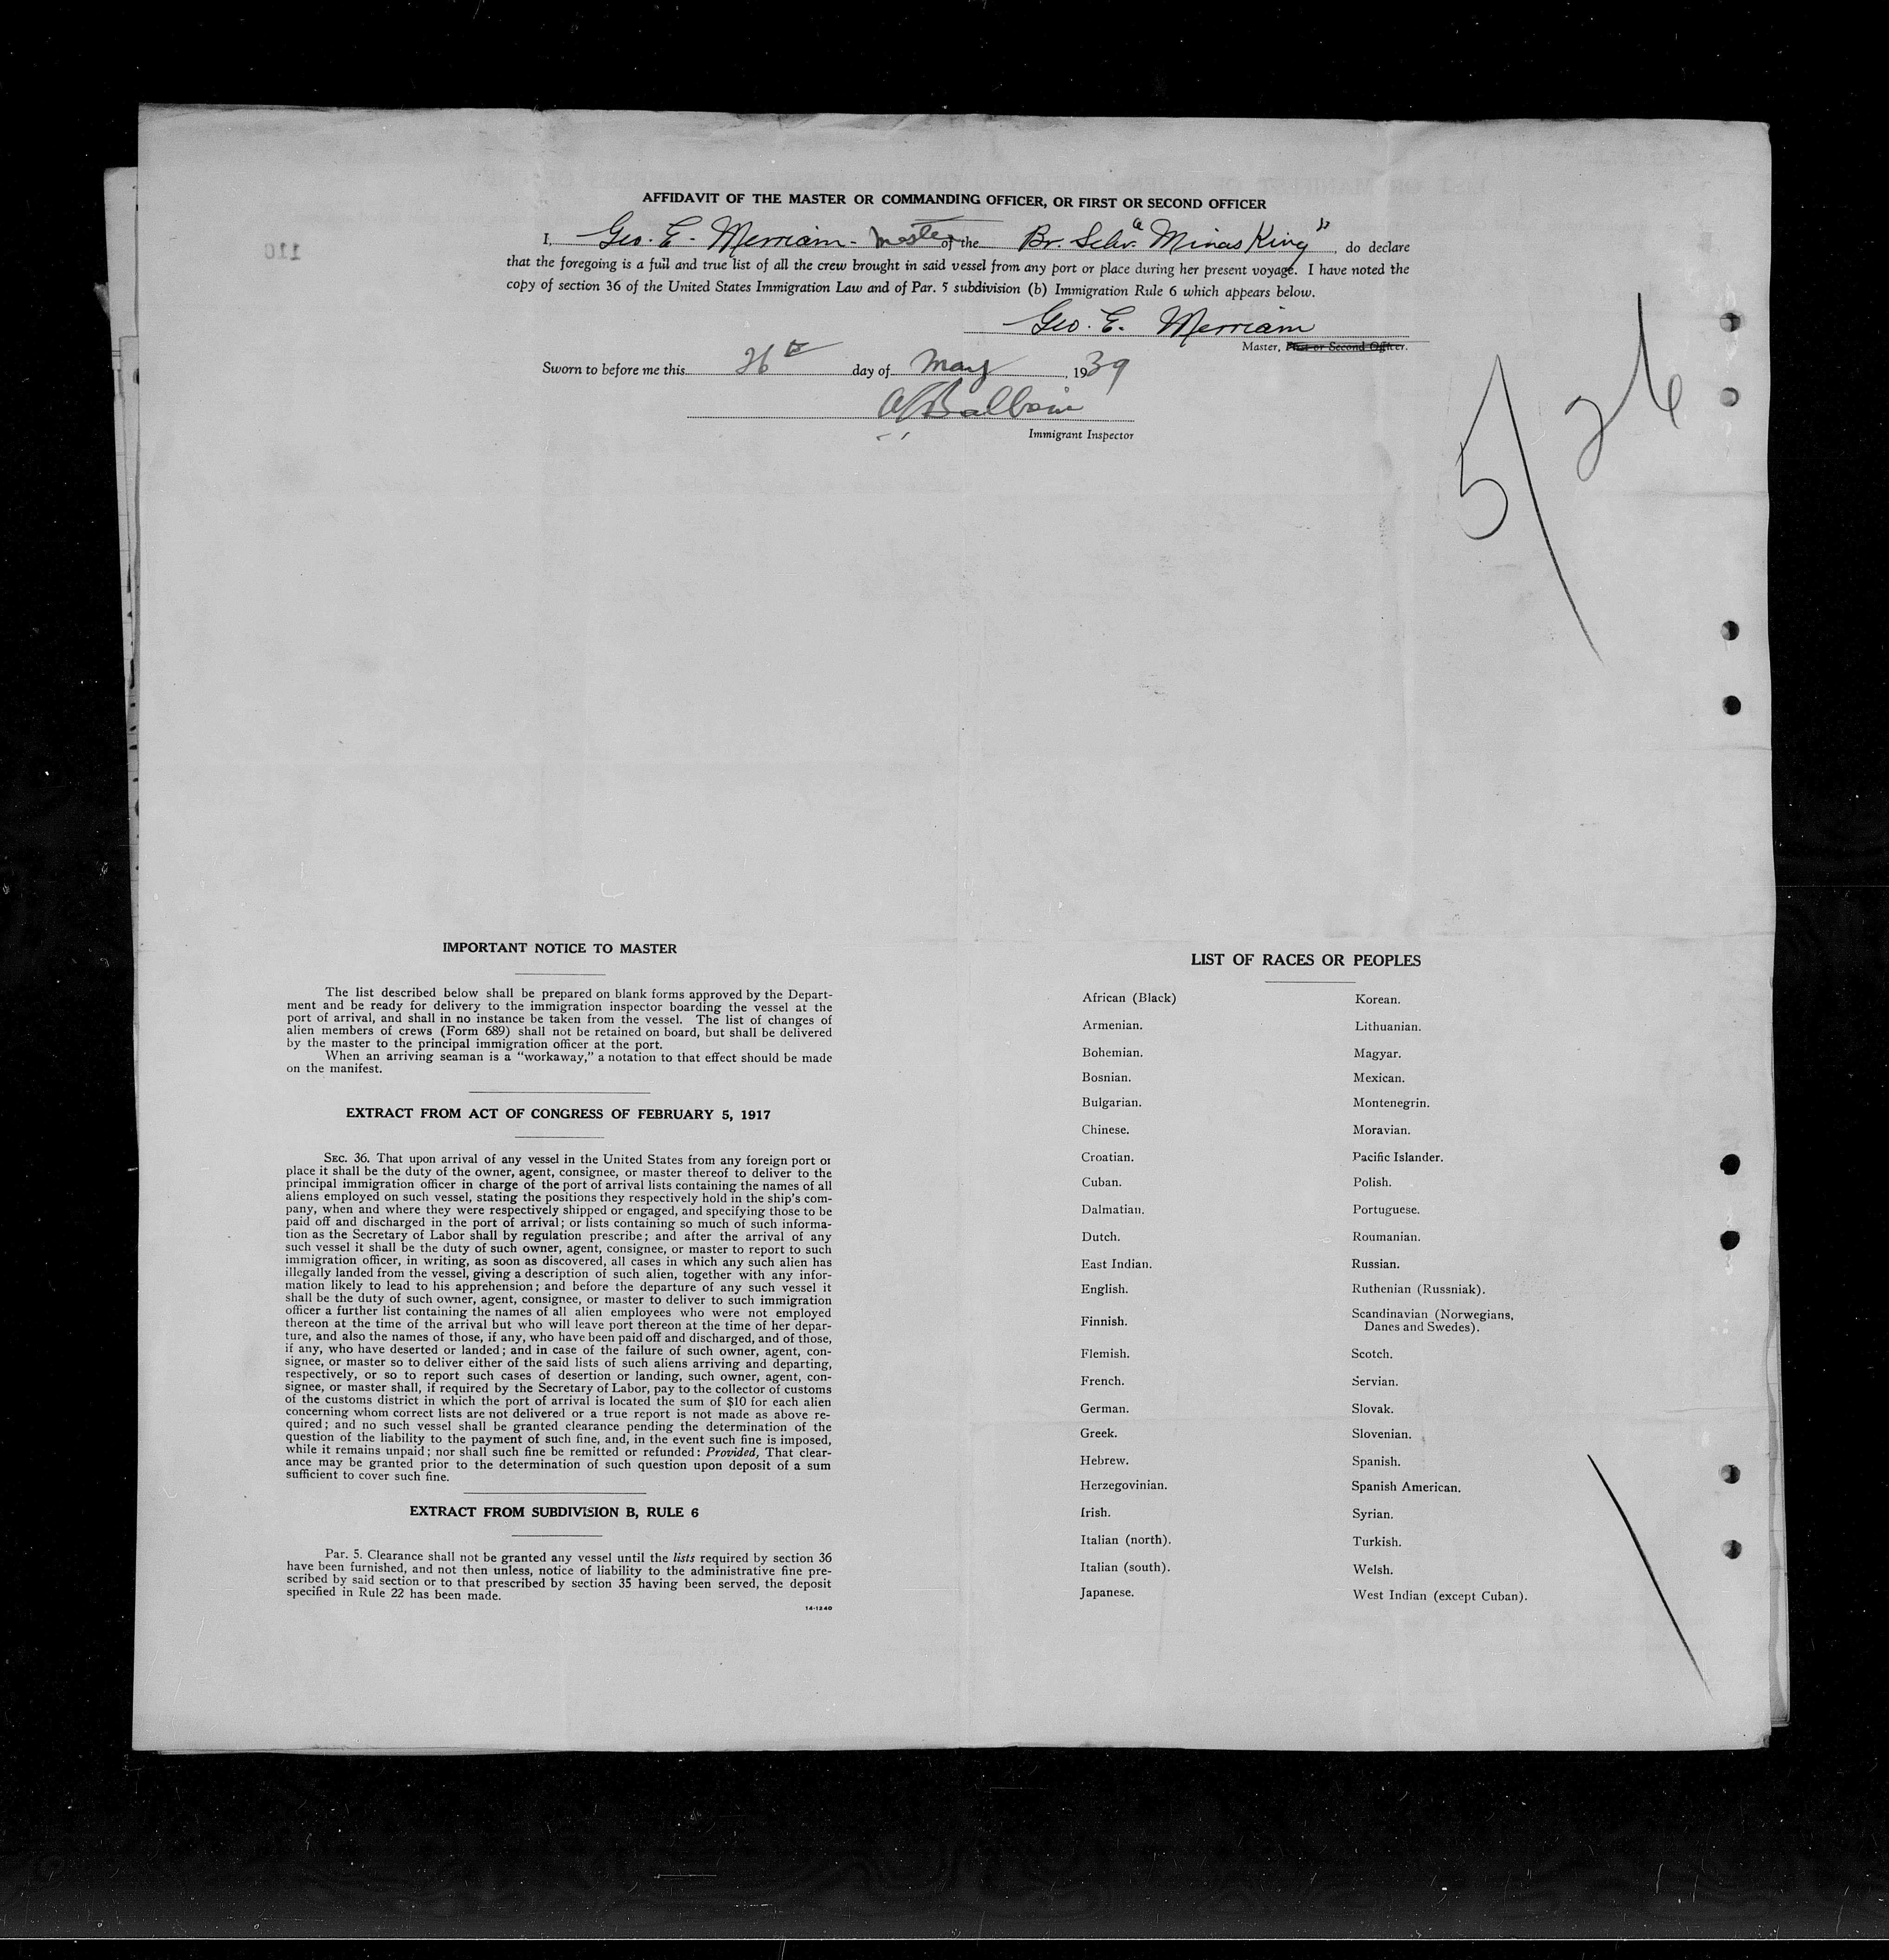 AFFIDAVIT OF THE MASTER OR COMMANDING OFFICER, OR FIRST OR SECOND OFFICER
I, Geo. E. Merriam - Master of the Br. Schr. "Minas King", do declare
that the foregoing is a full and true list of all the crew brought in said vessel from any port or place during her present voyage. I have noted the
copy of section 36 of the United States Immigration Law and of Par. 5 subdivision (b) Immigration Rule 6 which appears below.
Geo. E. Merriam
Master, First or Second Officer.
Sworn to before me this 26th day of May, 1939
Immigrant Inspector
5/26
110
IMPORTANT NOTICE TO MASTER
The list described below shall be prepared on blank forms approved by the Depart-
ment and be ready for delivery to the immigration inspector boarding the vessel at the
port of arrival, and shall in no instance be taken from the vessel. The list of changes of
alien members of crews (Form 689) shall not be retained on board, but shall be delivered
by the master to the principal immigration officer at the port.
When an arriving seaman is a "workaway," a notation to that effect should be made
on the manifest.
EXTRACT FROM ACT OF CONGRESS OF FEBRUARY 5, 1917
SEC. 36. That upon arrival of any vessel in the United States from any foreign port or
place it shall be the duty of the owner, agent, consignee, or master thereof to deliver to the
principal immigration officer in charge of the port of arrival lists containing the names of all
aliens employed on such vessel, stating the positions they respectively hold in the ship's com-
pany, when and where they were respectively shipped or engaged, and specifying those to be
paid off and discharged in the port of arrival; or lists containing so much of such informa-
tion as the Secretary of Labor shall by regulation prescribe; and after the arrival of any
such vessel it shall be the duty of such owner, agent, consignee, or master to report to such
immigration officer, in writing, as soon as discovered, all cases in which any such alien has
illegally landed from the vessel, giving a description of such alien, together with any infor-
mation likely to lead to his apprehension; and before the departure of any such vessel it
shall be the duty of such owner, agent, consignee, or master to deliver to such immigration
officer a further list containing the names of all alien employees who were not employed
thereon at the time of the arrival but who will leave port thereon at the time of her depar-
ture, and also the names of those, if any, who have been paid off and discharged, and of those,
if any, who have deserted or landed; and in case of the failure of such owner, agent, con-
signee, or master so to deliver either of the said lists of such aliens arriving and departing,
respectively, or so to report such cases of desertion or landing, such owner, agent, con-
signee, or master shall, if required by the Secretary of Labor, pay to the collector of customs
of the customs district in which the port of arrival is located the sum of $10 for each alien
concerning whom correct lists are not delivered or a true report is not made as above re-
quired; and no such vessel shall be granted clearance pending the determination of the
question of the liability to the payment of such fine, and, in the event such fine is imposed,
while it remains unpaid; nor shall such fine be remitted or refunded: Provided, That clear-
ance may be granted prior to the determination of such question upon deposit of a sum
sufficient to cover such fine.
EXTRACT FROM SUBDIVISION B, RULE 6
Par. 5. Clearance shall not be granted any vessel until the lists required by section 36
have been furnished, and not then unless, notice of liability to the administrative fine pre-
scribed by said section or to that prescribed by section 35 having been served, the deposit
specified in Rule 22 has been made.
14-1240
LIST OF RACES OR PEOPLES
African (Black)
Armenian.
Bohemian.
Bosnian.
Bulgarian.
Chinese.
Croatian.
Cuban.
Dalmatian.
Dutch.
East Indian.
English.
Finnish.
Flemish.
French.
German.
Greek.
Hebrew.
Herzegovinian.
Irish.
Italian (north).
Italian (south).
Japanese.
Korean.
Lithuanian.
Magyar.
Mexican.
Montenegrin.
Moravian.
Pacific Islander.
Polish.
Portuguese.
Roumanian.
Russian.
Ruthenian (Russniak).
Scandinavian (Norwegians,
Danes and Swedes).
Scotch.
Servian.
Slovak.
Slovenian.
Spanish.
Spanish American.
Syrian.
Turkish.
Welsh.
West Indian (except Cuban).